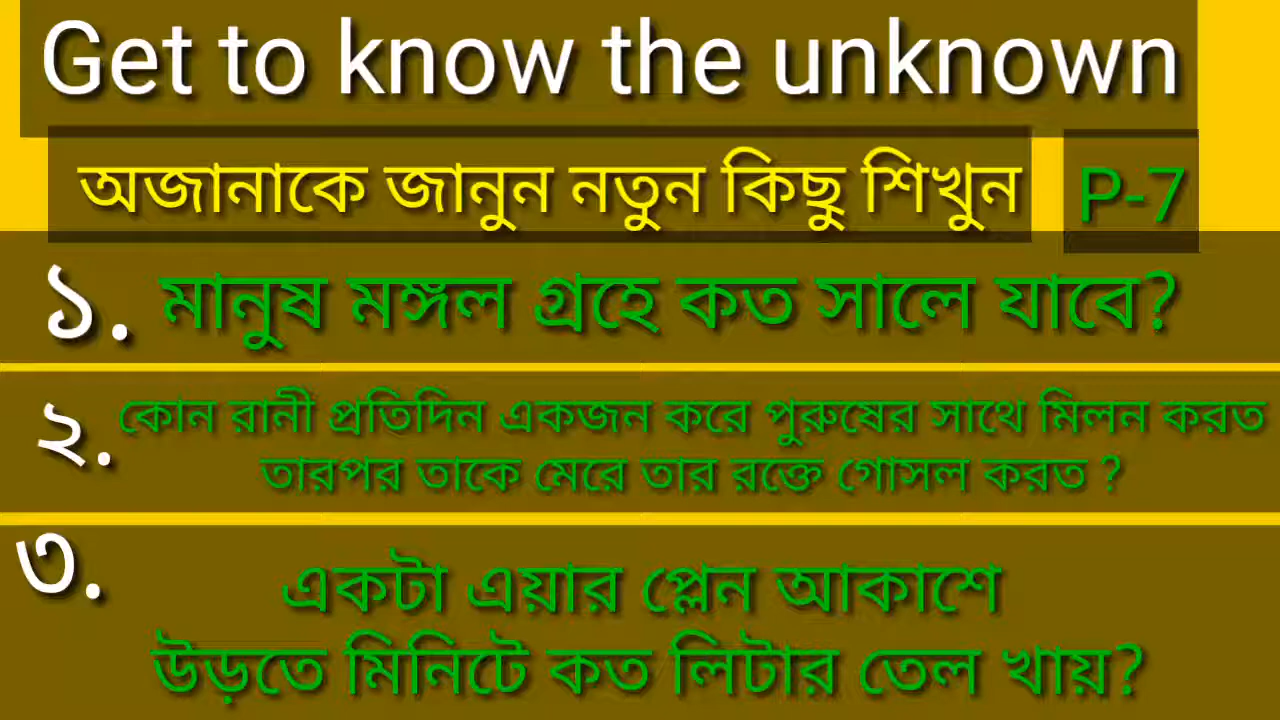 Get to know the unknown
অজানাকে জানুন নতুন কিছু শিখুন P-7
১. মানুষ মঙ্গল গ্রহে কত সালে যাবে?
২. কোন রানী প্রতিদিন একজন করে পুরুষের সাথে মিলন করত
তারপর তাকে মেরে তার রক্তে গোসল করত ?
৩. একটা এয়ার প্লেন আকাশে
উড়তে মিনিটে কত লিটার তেল খায়?